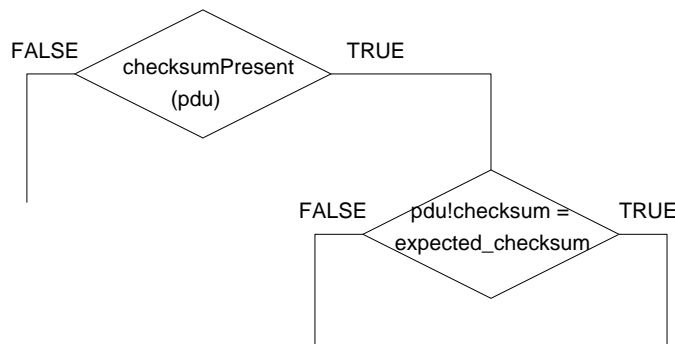 FALSE
TRUE
checksumPresent
(pdu)
FALSE
TRUE
pdu!checksum =
expected_checksum